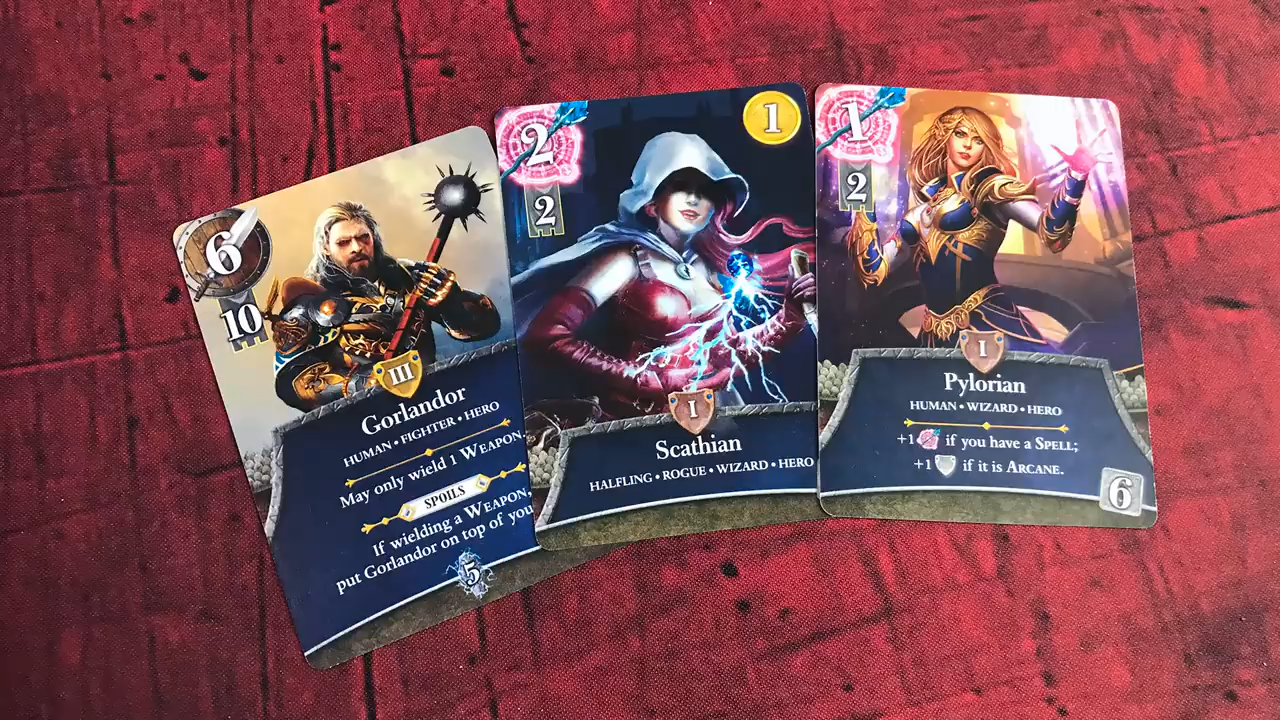 6
10
III
Gorlandor
HUMAN • FIGHTER • HERO
May only wield 1 WEAPON.
SPOILS
If wielding a WEAPON,
put Gorlandor on top of you
5
2
2
1
I
Scathian
HALFLING • ROGUE • WIZARD • HERO
1
2
I
Pylorian
HUMAN • WIZARD • HERO
+1 if you have a SPELL;
+1 if it is ARCANE.
6